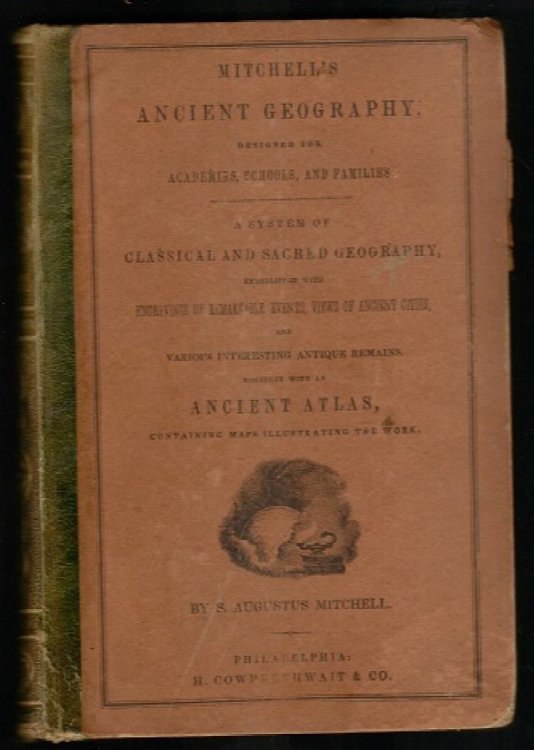 MITCHELL'S
ANCIENT GEOGRAPHY,
DESIGNED FOR
ACADEMIES, SCHOOLS, AND FAMILIES
A SYSTEM OF
CLASSICAL AND SACRED GEOGRAPHY,
EMBELLISHED WITH
ENGRAVINGS OF REMARKABLE EVENTS, VIEWS OF ANCIENT CITIES,
AND
VARIOUS INTERESTING ANTIQUE REMAINS.
TOGETHER WITH AN
ANCIENT ATLAS,
CONTAINING MAPS ILLUSTRATING THE WORK.
BY S. AUGUSTUS MITCHELL.
PHILADELPHIA:
H. COWPERTHWAIT & CO.